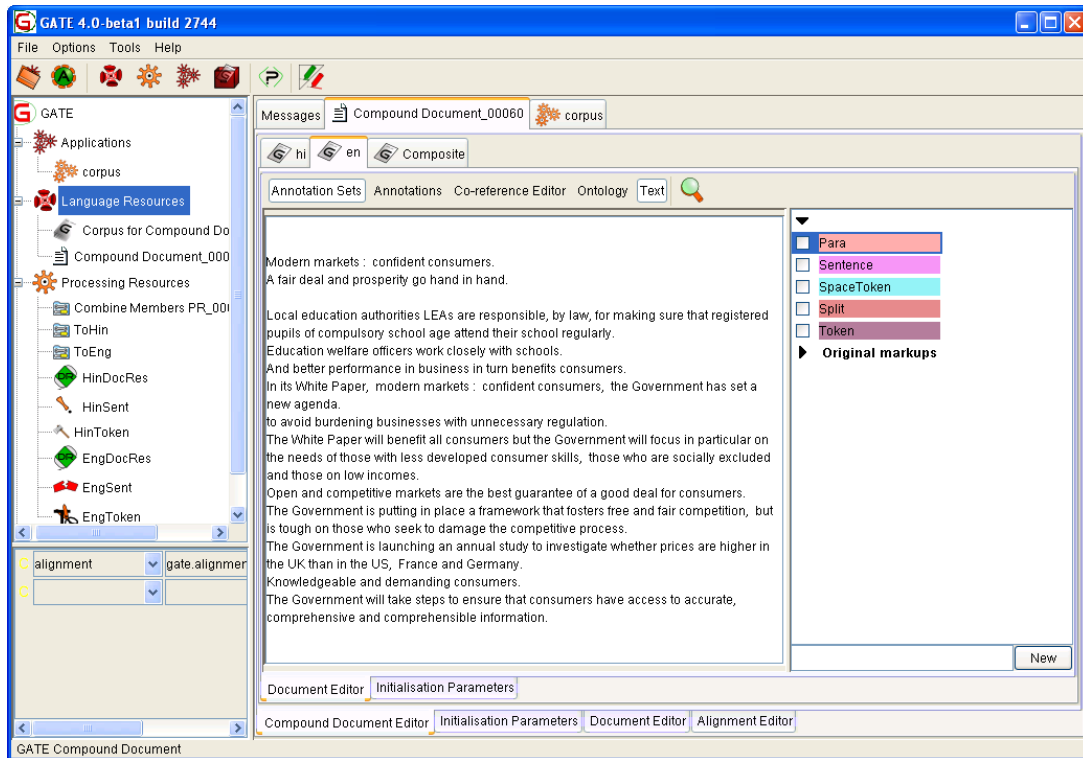 GATE 4.0-beta1 build 2744
File Options Tools Help
GATE
Applications
corpus
Language Resources
Corpus for Compound Do
Compound Document_000
Processing Resources
Combine Members PR_000
ToHin
ToEng
HinDocRes
HinSent
HinToken
EngDocRes
EngSent
EngToken
C alignment gate.alignmer
C
Messages Compound Document_00060 corpus
hi en Composite
Annotation Sets Annotations Co-reference Editor Ontology Text
Modern markets : confident consumers.
A fair deal and prosperity go hand in hand.
Local education authorities LEAs are responsible, by law, for making sure that registered
pupils of compulsory school age attend their school regularly.
Education welfare officers work closely with schools.
And better performance in business in turn benefits consumers.
In its White Paper, modern markets : confident consumers, the Government has set a
new agenda.
to avoid burdening businesses with unnecessary regulation.
The White Paper will benefit all consumers but the Government will focus in particular on
the needs of those with less developed consumer skills, those who are socially excluded
and those on low incomes.
Open and competitive markets are the best guarantee of a good deal for consumers.
The Government is putting in place a framework that fosters free and fair competition, but
is tough on those who seek to damage the competitive process.
The Government is launching an annual study to investigate whether prices are higher in
the UK than in the US, France and Germany.
Knowledgeable and demanding consumers.
The Government will take steps to ensure that consumers have access to accurate,
comprehensive and comprehensible information.
Para
Sentence
SpaceToken
Split
Token
Original markups
New
Document Editor Initialisation Parameters
Compound Document Editor Initialisation Parameters Document Editor Alignment Editor
GATE Compound Document